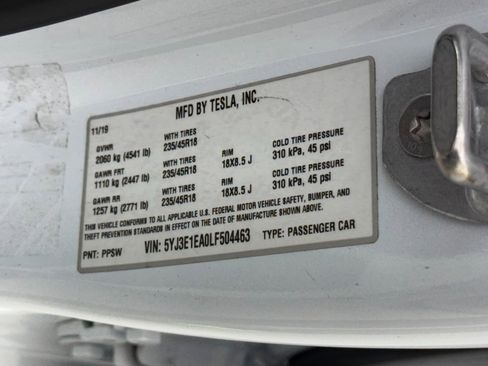 MFD BY TESLA, INC.
11/19
GVWR WITH TIRES RIM COLD TIRE PRESSURE
2060 kg (4541 lb) 235/45R18 18X8.5 J 310 kPa, 45 psi
GAWR FRT WITH TIRES RIM COLD TIRE PRESSURE
1110 kg (2447 lb) 235/45R18 18X8.5 J 310 kPa, 45 psi
GAWR RR WITH TIRES
1257 kg (2771 lb) 235/45R18
THIS VEHICLE CONFORMS TO ALL APPLICABLE U.S. FEDERAL MOTOR VEHICLE SAFETY, BUMPER, AND
THEFT PREVENTION STANDARDS IN EFFECT ON THE DATE OF MANUFACTURE SHOWN ABOVE.
PNT: PPSW VIN: 5YJ3E1EA0LF504463 TYPE: PASSENGER CAR